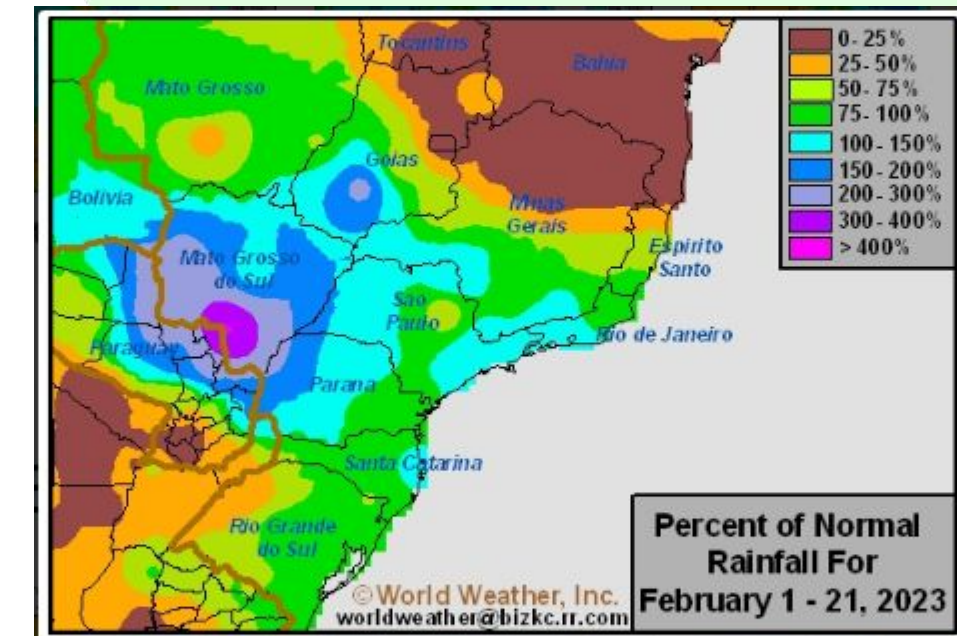 Tocantins
Bahia
Mato Grosso
Goias
Bolivia
Minas
Gerais
Espirito
Santo
Mato Grosso
do Sul
Sao
Paulo
Rio de Janeiro
Paraguay
Parana
Santa Catarina
Rio Grande
do Sul
0-25%
25-50%
50-75%
75-100%
100-150%
150-200%
200-300%
300-400%
> 400%
Percent of Normal
Rainfall For
February 1 - 21, 2023
©World Weather, Inc.
worldweather@bizkc.rr.com